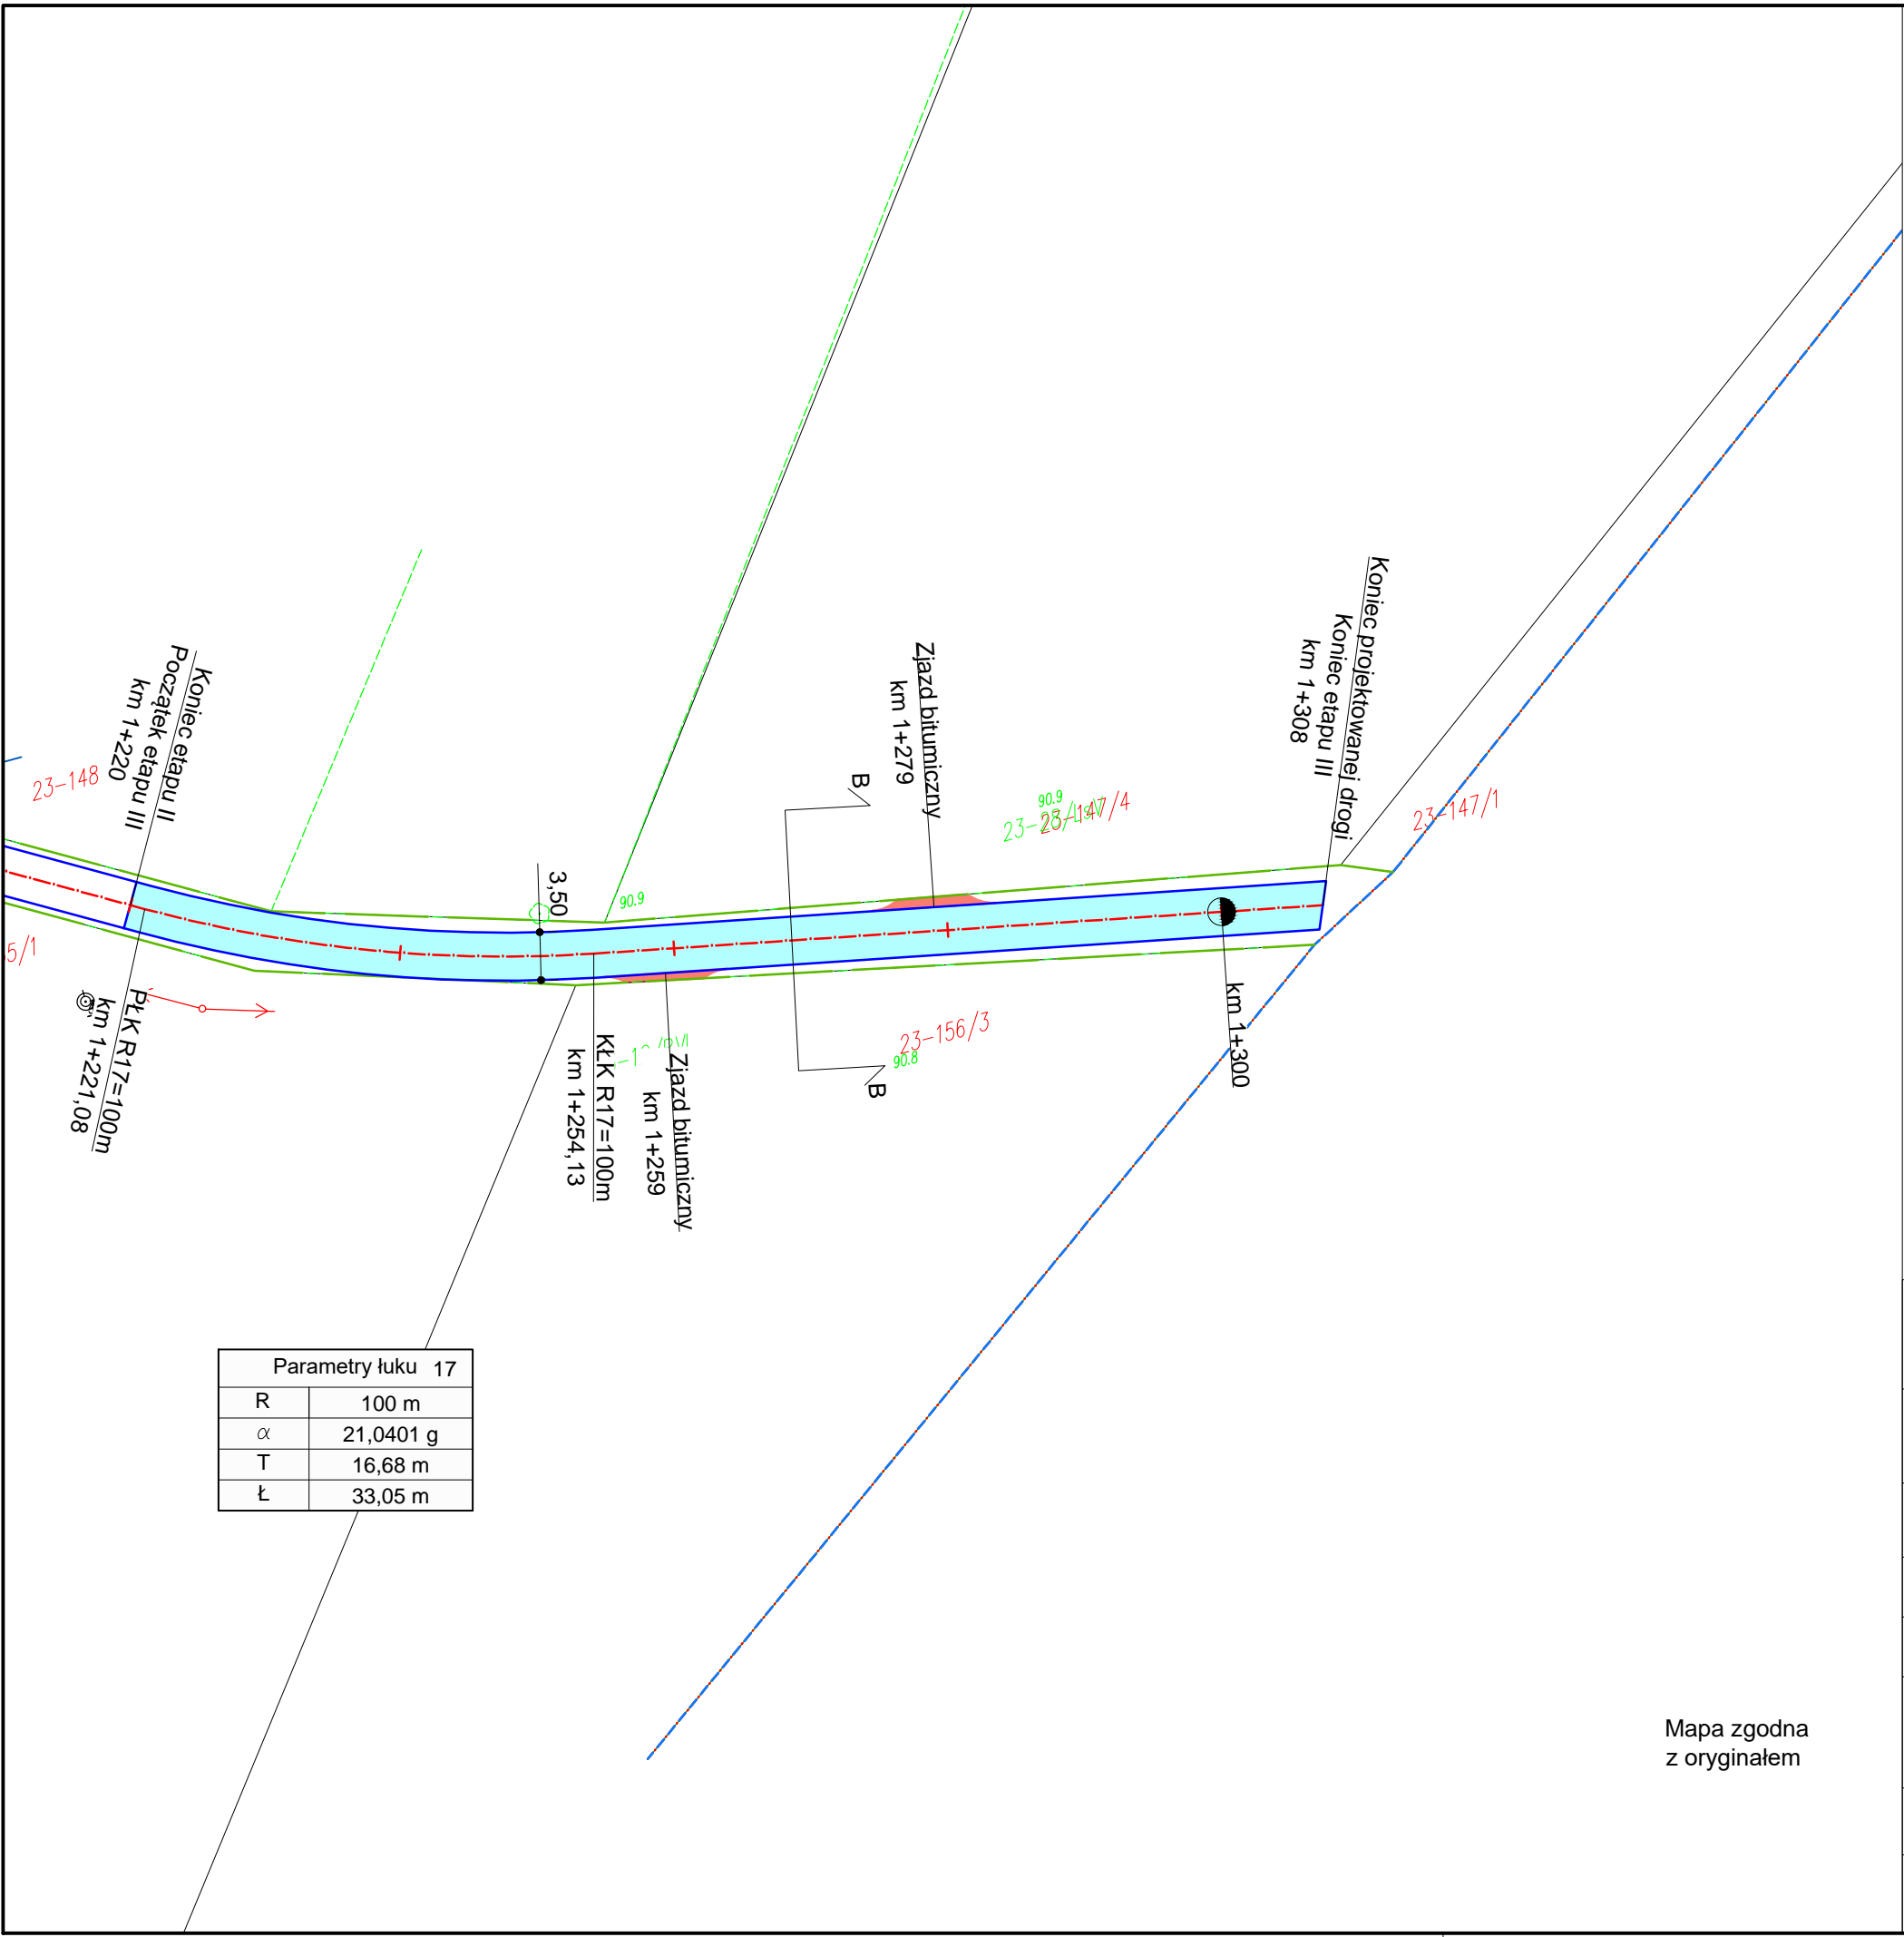 Koniec projektowanej drogi
Koniec etapu III
km 1+308
Zjazd bitumiczny
km 1+279
Koniec etapu II
Początek etapu III
km 1+220
23-148
B
90.9
23-147/4
23-147/1
3,50
90.9
5/1
PŁK R17=100m
km 1+221,08
KŁK R17=100m
km 1+254,13
Zjazd bitumiczny
km 1+259
23-156/3
90.8
B
km 1+300
Parametry łuku 17
R 100 m
α 21,0401 g
T 16,68 m
Ł 33,05 m
Mapa zgodna
z oryginałem